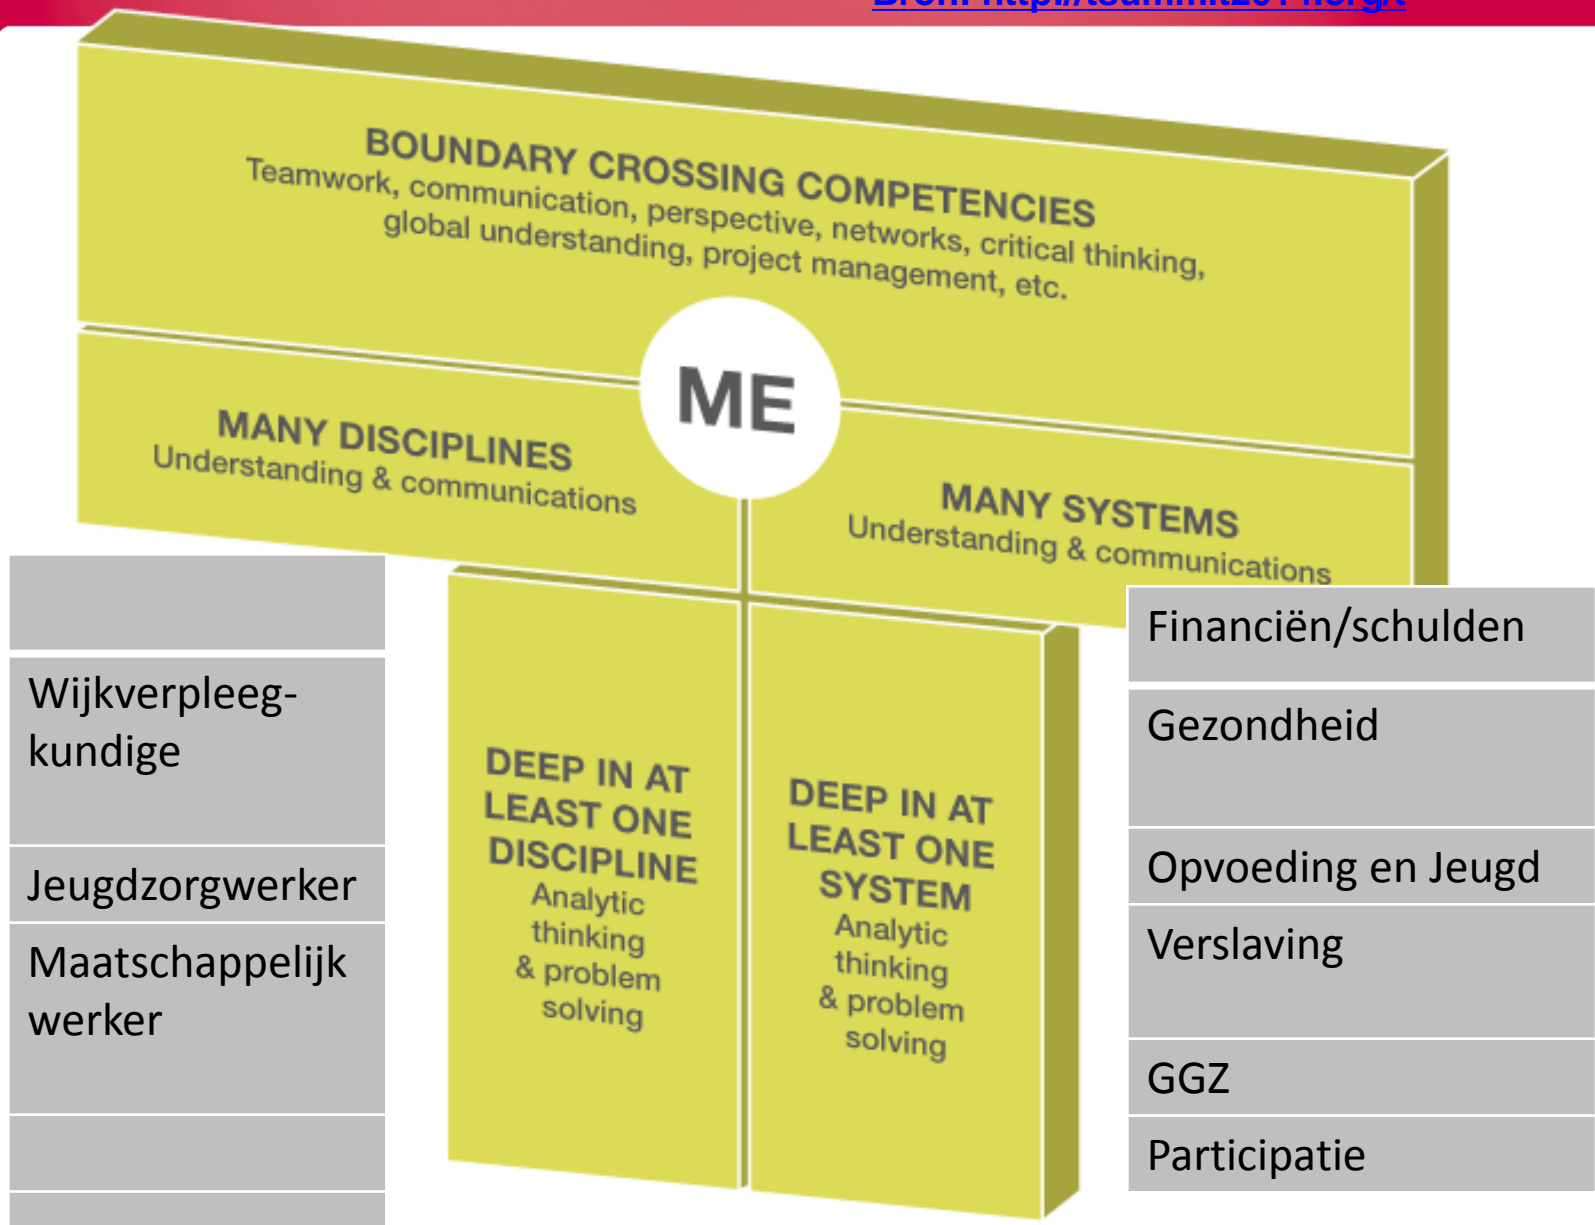 BOUNDARY CROSSING COMPETENCIES
Teamwork, communication, perspective, networks, critical thinking,
global understanding, project management, etc.
ME
MANY DISCIPLINES
Understanding & communications
MANY SYSTEMS
Understanding & communications
Wijkverpleeg-
kundige
Jeugdzorgwerker
Maatschappelijk
werker
DEEP IN AT
LEAST ONE
DISCIPLINE
Analytic
thinking
& problem
solving
DEEP IN AT
LEAST ONE
SYSTEM
Analytic
thinking
& problem
solving
Financiën/schulden
Gezondheid
Opvoeding en Jeugd
Verslaving
GGZ
Participatie